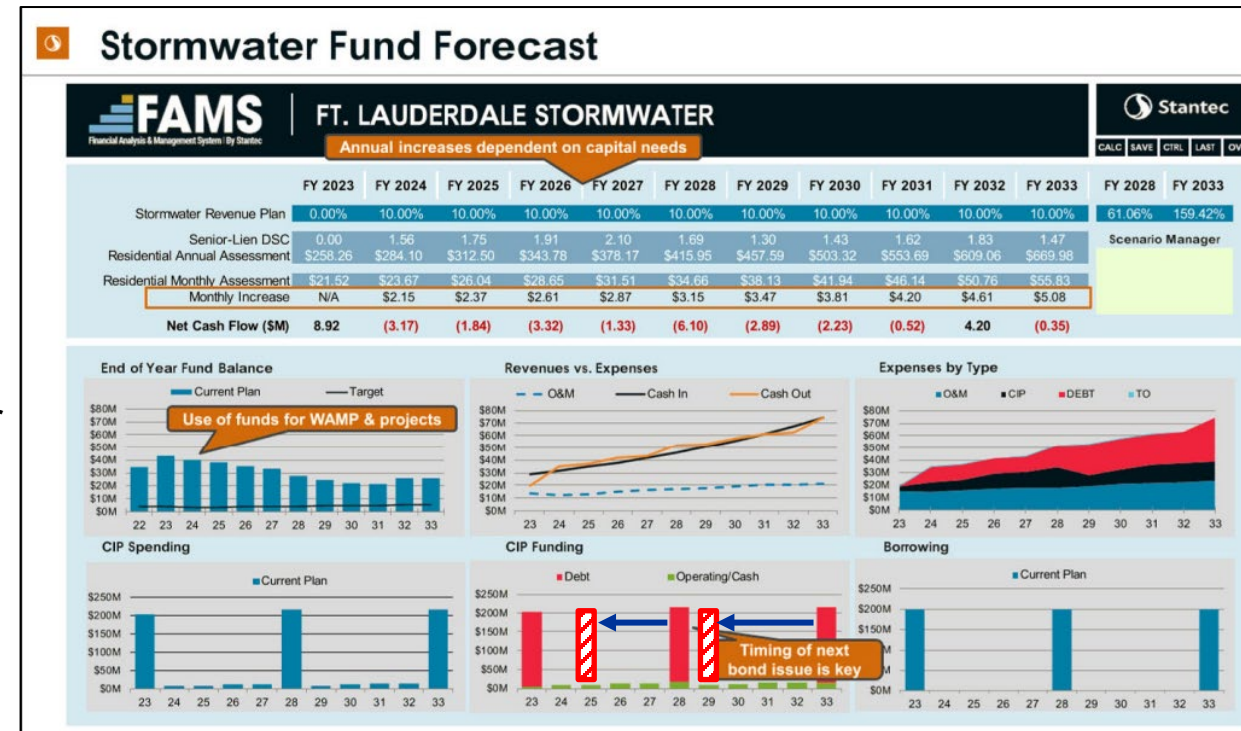 Stormwater Fund Forecast
FAMS
Financial Analysis & Management System | By Stantec
FT. LAUDERDALE STORMWATER
Stantec
Annual increases dependent on capital needs
CALC SAVE CTRL LAST OV
FY 2023 FY 2024 FY 2025 FY 2026 FY 2027 FY 2028 FY 2029 FY 2030 FY 2031 FY 2032 FY 2033 FY 2028 FY 2033
Stormwater Revenue Plan 0.00% 10.00% 10.00% 10.00% 10.00% 10.00% 10.00% 10.00% 10.00% 10.00% 10.00% 61.06% 159.42%
Senior-Lien DSC 0.00 1.56 1.75 1.91 2.10 1.69 1.30 1.43 1.62 1.83 1.47 Scenario Manager
Residential Annual Assessment $258.26 $284.10 $312.50 $343.78 $378.17 $415.95 $457.59 $503.32 $553.69 $609.06 $669.98
Residential Monthly Assessment $21.52 $23.67 $26.04 $28.65 $31.51 $34.66 $38.13 $41.94 $46.14 $50.76 $55.83
Monthly Increase N/A $2.15 $2.37 $2.61 $2.87 $3.15 $3.47 $3.81 $4.20 $4.61 $5.08
Net Cash Flow ($M) 8.92 (3.17) (1.84) (3.32) (1.33) (6.10) (2.89) (2.23) (0.52) 4.20 (0.35)
End of Year Fund Balance
Current Plan Target
Use of funds for WAMP & projects
$80M
$70M
$60M
$50M
$40M
$30M
$20M
$10M
$0M
22 23 24 25 26 27 28 29 30 31 32 33
Revenues vs. Expenses
O&M Cash In Cash Out
$80M
$70M
$60M
$50M
$40M
$30M
$20M
$10M
$0M
23 24 25 26 27 28 29 30 31 32 33
Expenses by Type
O&M CIP DEBT TO
$80M
$70M
$60M
$50M
$40M
$30M
$20M
$10M
$0M
23 24 25 26 27 28 29 30 31 32 33
CIP Spending
Current Plan
$250M
$200M
$150M
$100M
$50M
$0M
23 24 25 26 27 28 29 30 31 32 33
CIP Funding
Debt Operating/Cash
$250M
$200M
$150M
$100M
$50M
$0M
Timing of next
bond issue is key
23 24 25 26 27 28 29 30 31 32 33
Borrowing
Current Plan
$250M
$200M
$150M
M
M
$0M
23 24 25 26 27 28 29 30 31 32 33